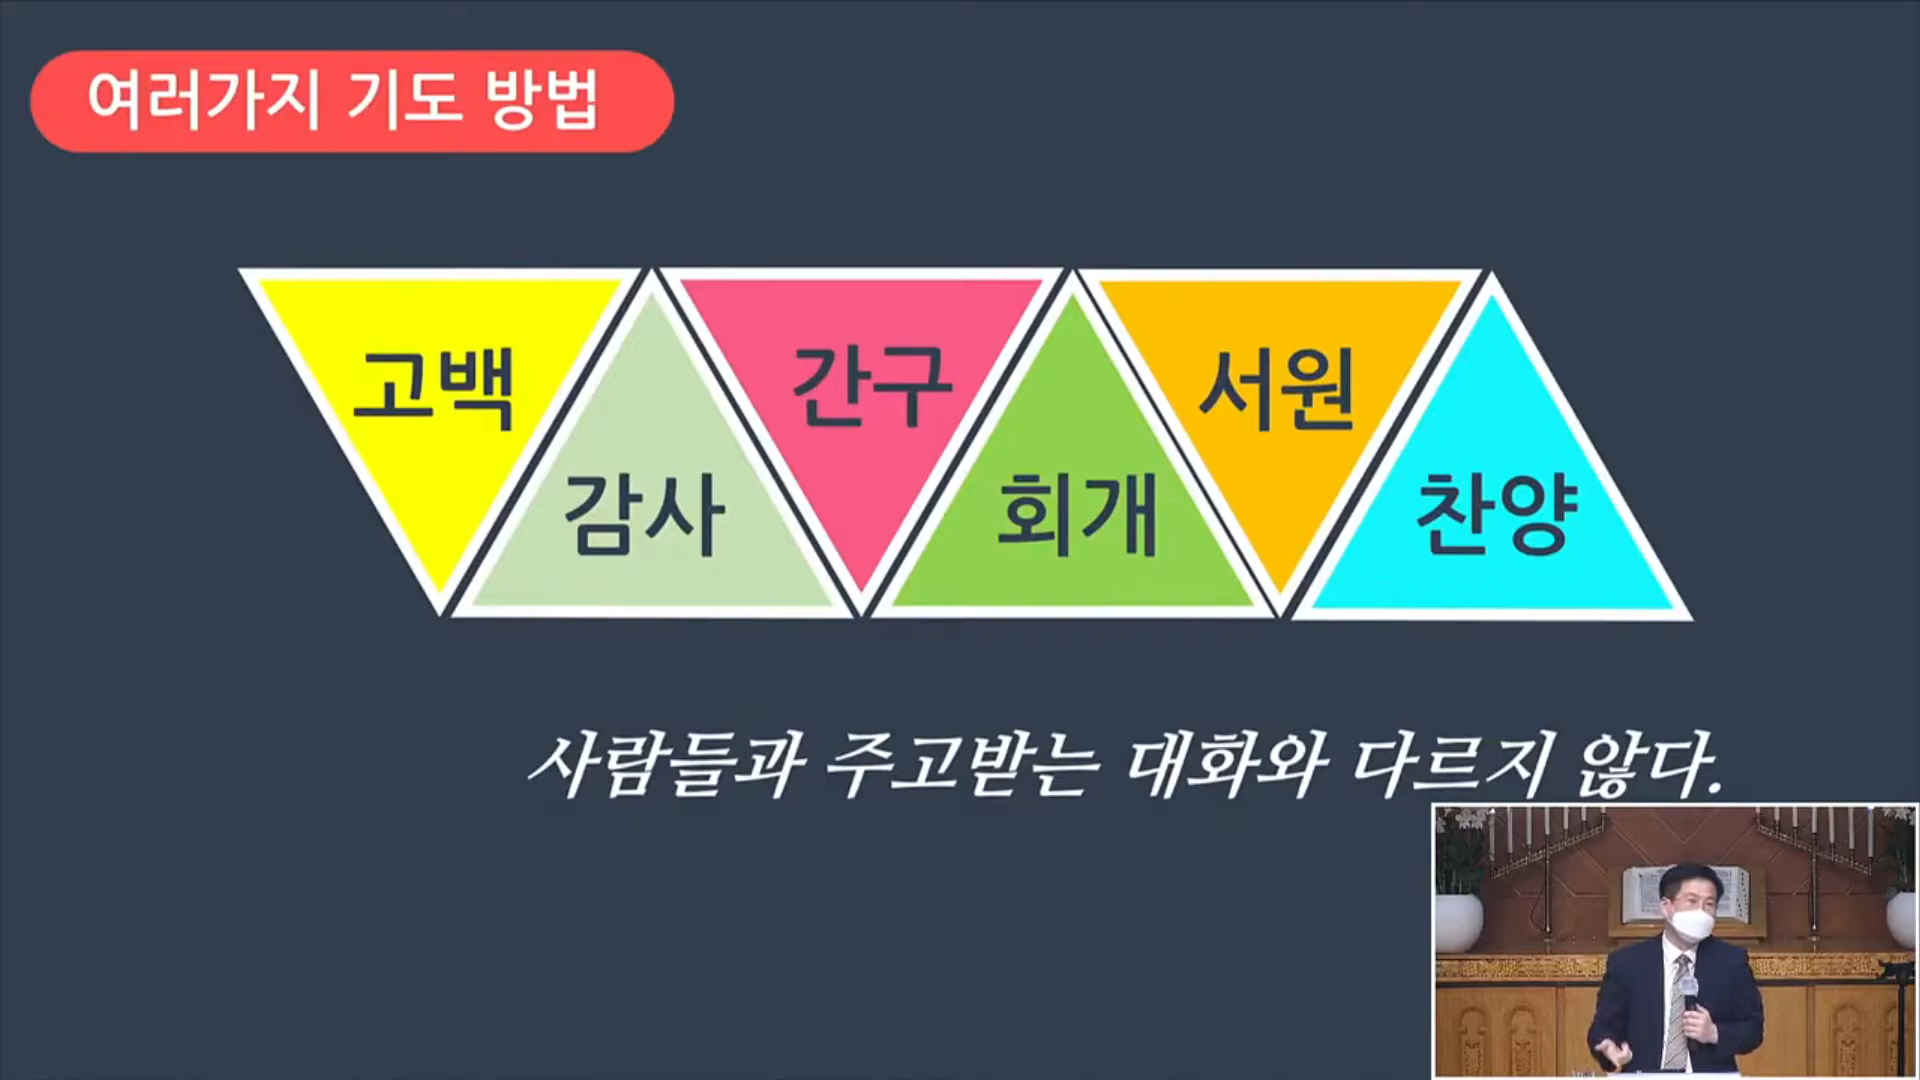 여러가지 기도 방법
고백
감사
간구
회개
서원
찬양
사람들과 주고받는 대화와 다르지 않다.